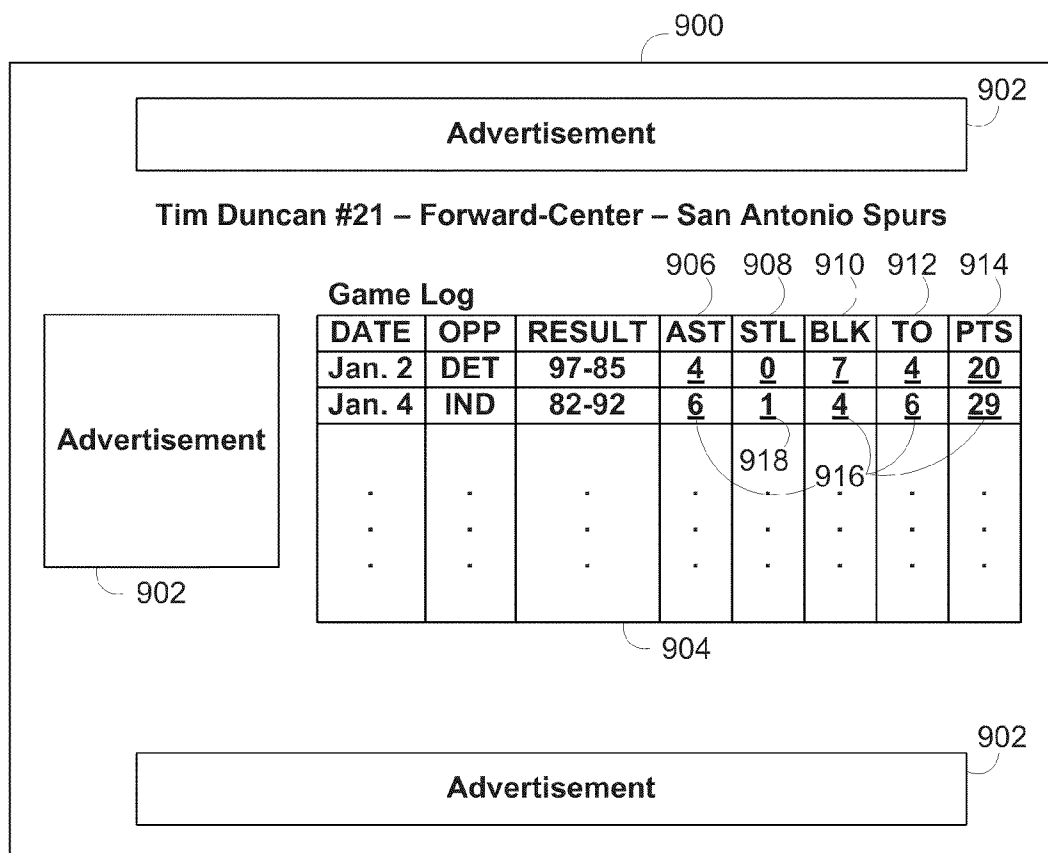 900
902
Advertisement
Tim Duncan #21 – Forward-Center – San Antonio Spurs
906 908 910 912 914
Game Log
DATE OPP RESULT AST STL BLK TO PTS
Jan. 2 DET 97-85 4 0 7 4 20
Jan. 4 IND 82-92 6 1 4 6 29
Advertisement
918 916
902
904
902
Advertisement